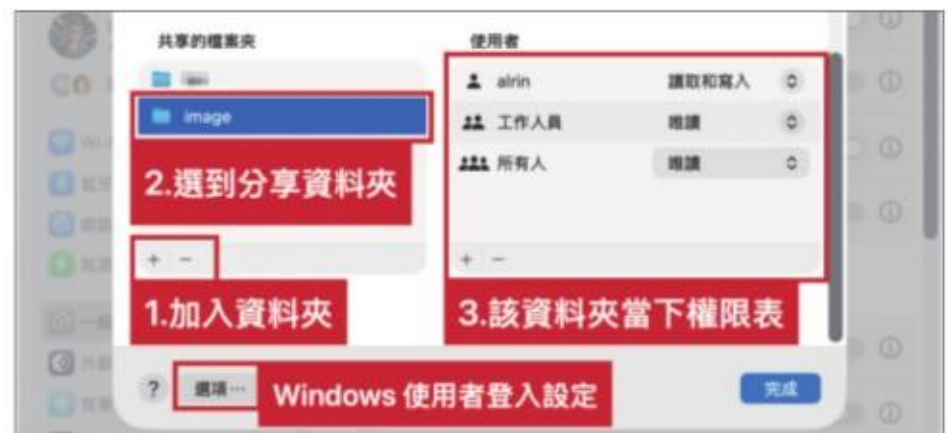 共享的檔案夾
使用者
alrin 讀取和寫入
image
工作人員 唯讀
所有人 唯讀
2.選到分享資料夾
+ −
+ −
1.加入資料夾
3.該資料夾當下權限表
? 選項…
Windows 使用者登入設定
完成